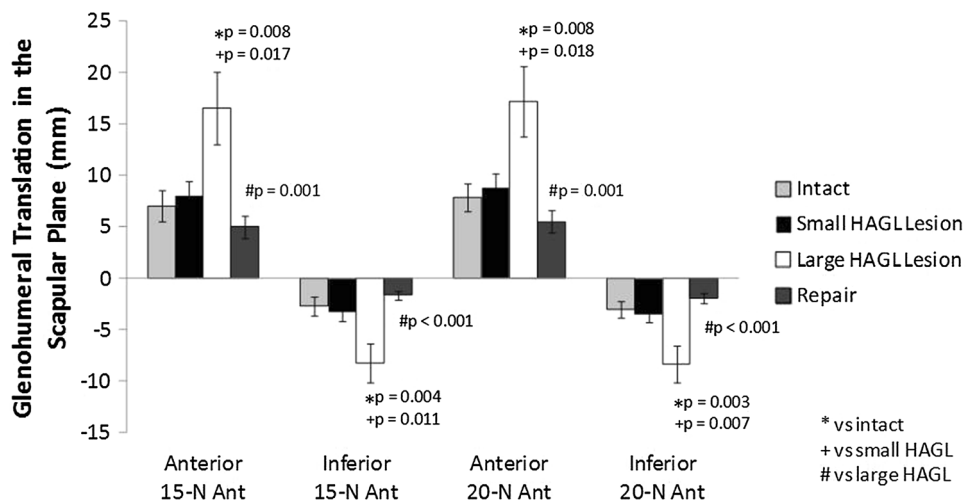 Glenohumeral Translation in the
Scapular Plane (mm)
25
20
15
10
5
0
-5
-10
-15
*p = 0.008
+p = 0.017
#p = 0.001
#p < 0.001
*p = 0.004
+p = 0.011
*p = 0.008
+p = 0.018
#p = 0.001
#p < 0.001
*p = 0.003
+p = 0.007
Anterior
15-N Ant
Inferior
15-N Ant
Anterior
20-N Ant
Inferior
20-N Ant
Intact
Small HAGL Lesion
Large HAGL Lesion
Repair
* vs intact
+ vs small HAGL
# vs large HAGL